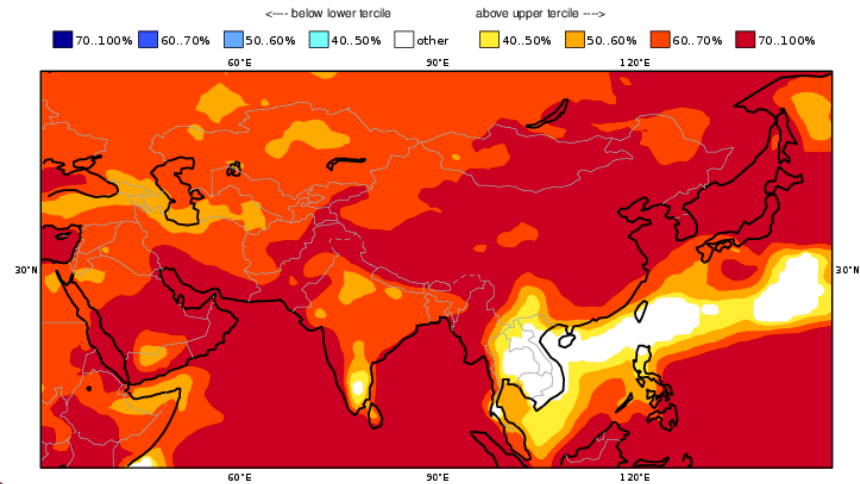 <---- below lower tercile above upper tercile ---->
70..100% 60..70% 50..60% 40..50% other 40..50% 50..60% 60..70% 70..100%
60°E 90°E 120°E
30°N 30°N
60°E 90°E 120°E